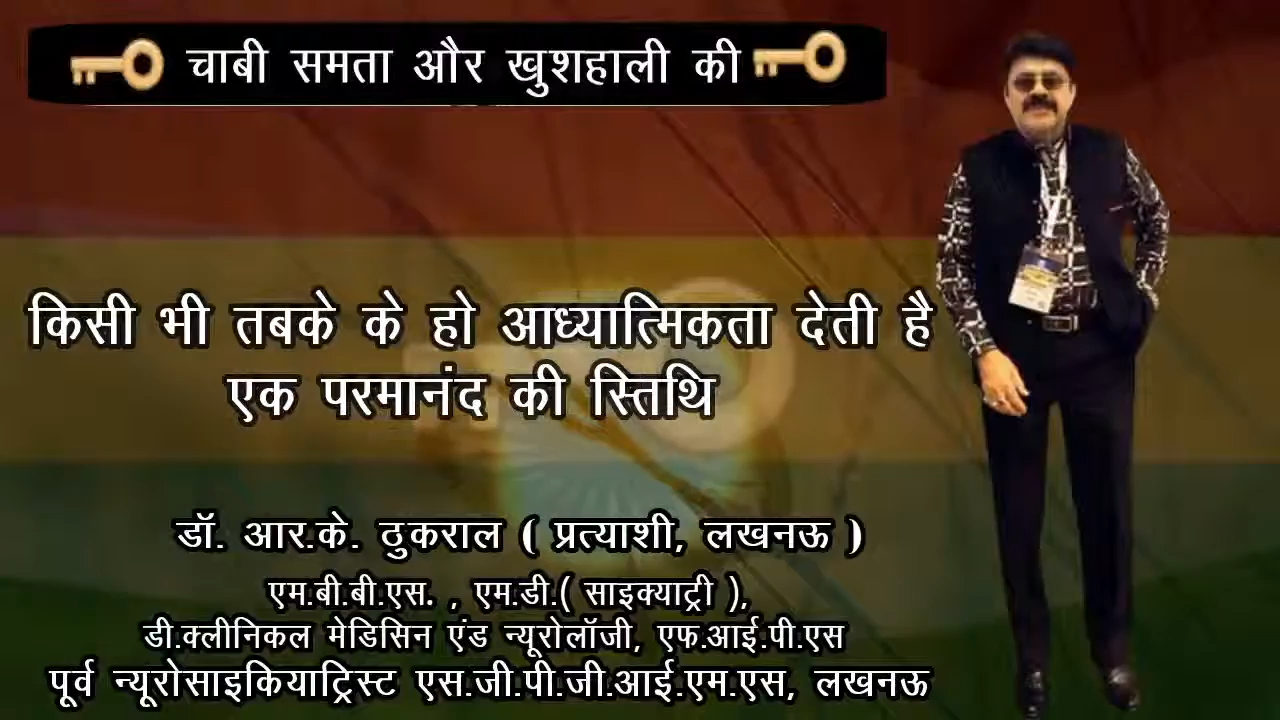 चाबी समता और खुशहाली की
किसी भी तबके के हो आध्यात्मिकता देती है
एक परमानंद की स्तिथि
डॉ. आर.के. ठुकराल ( प्रत्याशी, लखनऊ )
एम.बी.बी.एस. , एम.डी.( साइक्याट्री ),
डी.क्लीनिकल मेडिसिन एंड न्यूरोलॉजी, एफ.आई.पी.एस
पूर्व न्यूरोसाइकियाट्रिस्ट एस.जी.पी.जी.आई.एम.एस, लखनऊ